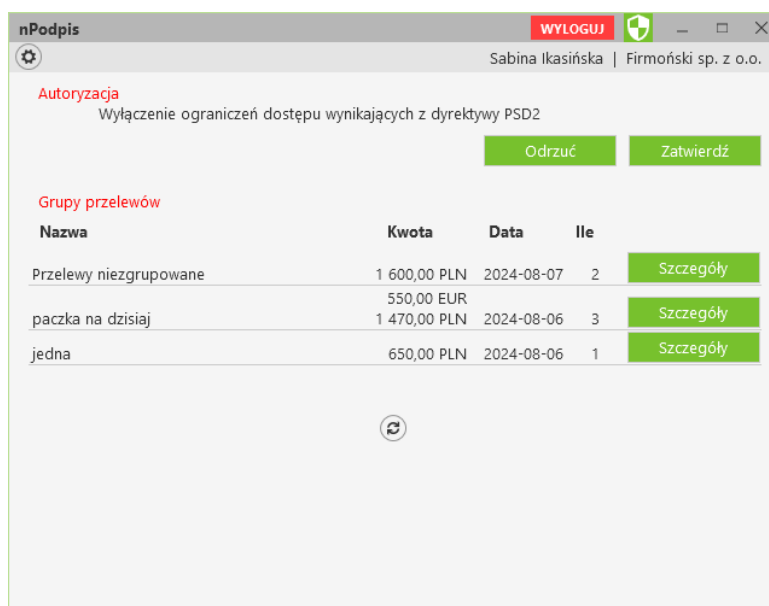 nPodpis WYLOGUJ
Sabina Ikasińska | Firmoński sp. z o.o.
Autoryzacja
Wyłączenie ograniczeń dostępu wynikających z dyrektywy PSD2
Odrzuć Zatwierdź
Grupy przelewów
Nazwa Kwota Data Ile
Przelewy niezgrupowane 1 600,00 PLN 2024-08-07 2 Szczegóły
550,00 EUR
paczka na dzisiaj 1 470,00 PLN 2024-08-06 3 Szczegóły
jedna 650,00 PLN 2024-08-06 1 Szczegóły